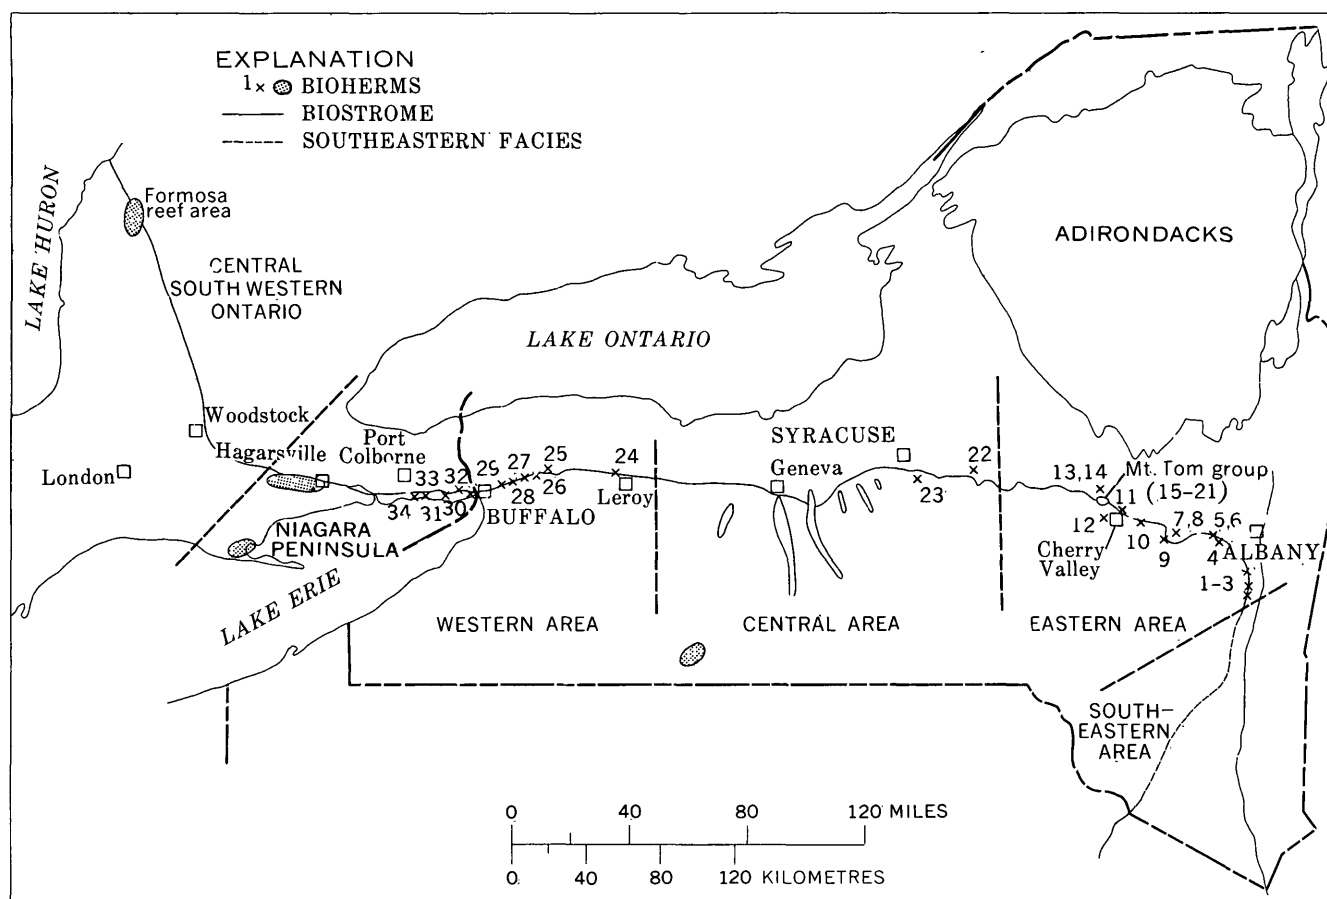 EXPLANATION
1 x BIOHERMS
BIOSTROME
SOUTHEASTERN FACIES
LAKE HURON
Formosa
reef area
CENTRAL
SOUTH WESTERN
ONTARIO
ADIRONDACKS
LAKE ONTARIO
Woodstock
Hagarsville
Port
Colborne
London
SYRACUSE
Geneva
Leroy
BUFFALO
34
33
31
32
30
29
27
28
25
26
24
23
22
13,14
Mt. Tom group
(15-21)
11
12
Cherry
Valley
10
9
7,8
5,6
4
ALBANY
1-3
NIAGARA
PENINSULA
LAKE ERIE
WESTERN AREA
CENTRAL AREA
EASTERN AREA
SOUTH-
EASTERN
AREA
0 40 80 120 MILES
0 40 80 120 KILOMETRES